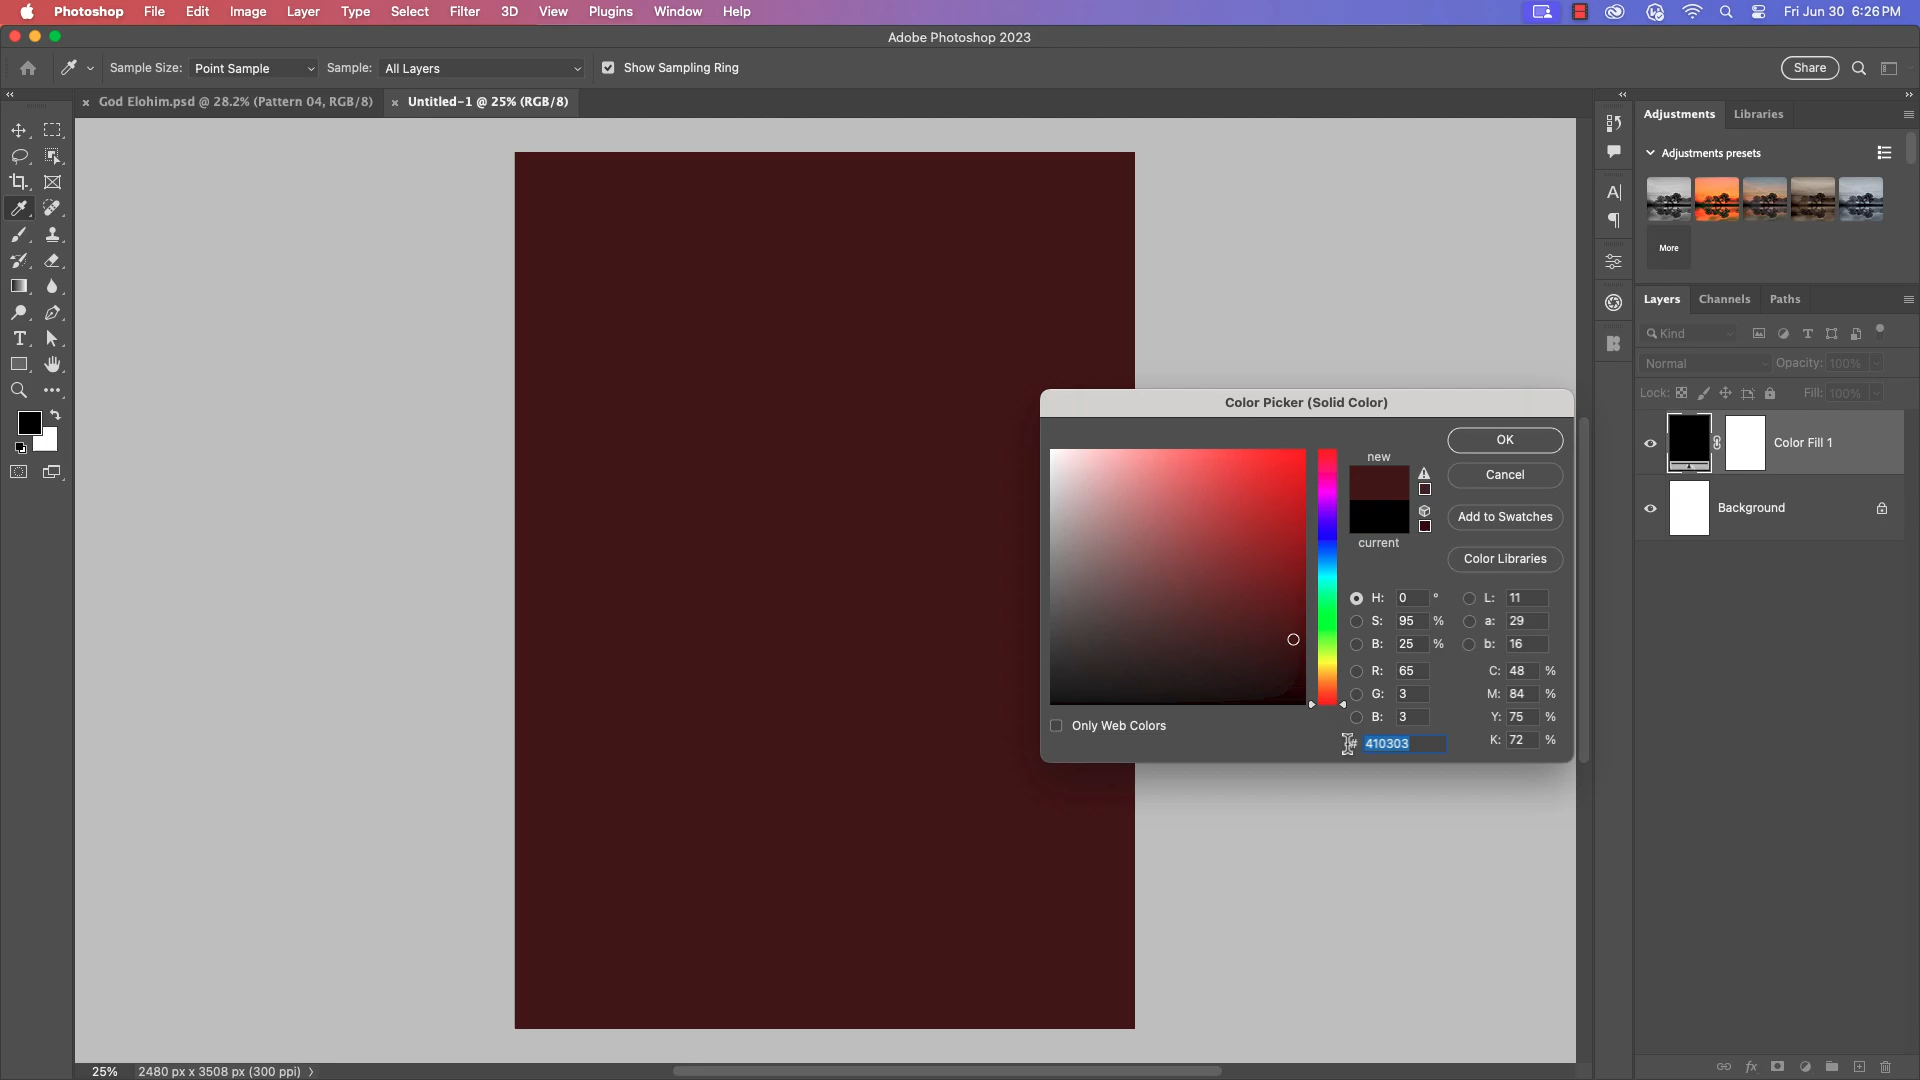 Photoshop File Edit Image Layer Type Select Filter 3D View Plugins Window Help Fri Jun 30 6:26 PM
Adobe Photoshop 2023
Sample Size: Point Sample Sample: All Layers Show Sampling Ring Share
God Elohim.psd @ 28.2% (Pattern 04, RGB/8) Untitled-1 @ 25% (RGB/8)
Adjustments Libraries
Adjustments presets
More
Layers Channels Paths
Kind
Normal Opacity: 100%
Lock: Fill: 100%
Color Fill 1
Background
Color Picker (Solid Color)
new
current
OK
Cancel
Add to Swatches
Color Libraries
H: 0 ° L: 11
S: 95 % a: 29
B: 25 % b: 16
R: 65 C: 48 %
G: 3 M: 84 %
B: 3 Y: 75 %
# 410303 K: 72 %
Only Web Colors
25% 2480 px x 3508 px (300 ppi)